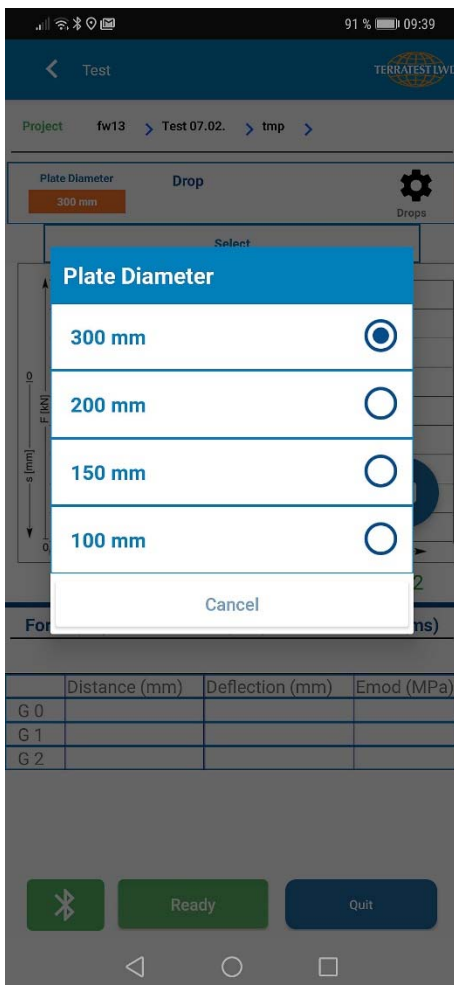 91 % 09:39
Test
TERRATEST LWD
Project fw13 > Test 07.02. > tmp >
Plate Diameter
Drop
300 mm
Drops
Select
Plate Diameter
300 mm
200 mm
150 mm
100 mm
0
F [kN]
s [mm]
0,
2
Cancel
For
ms)
Distance (mm) Deflection (mm) Emod (MPa)
G 0
G 1
G 2
Ready
Quit